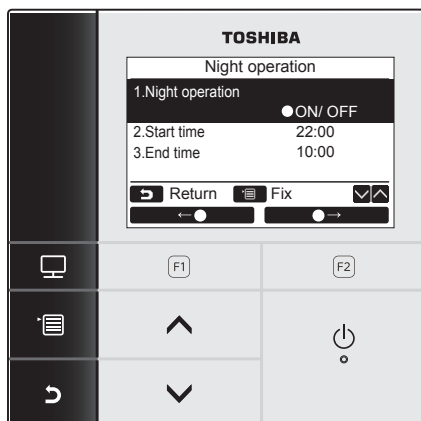 TOSHIBA
Night operation
1.Night operation
●ON/ OFF
2.Start time 22:00
3.End time 10:00
Return Fix
←● ●→
F1 F2